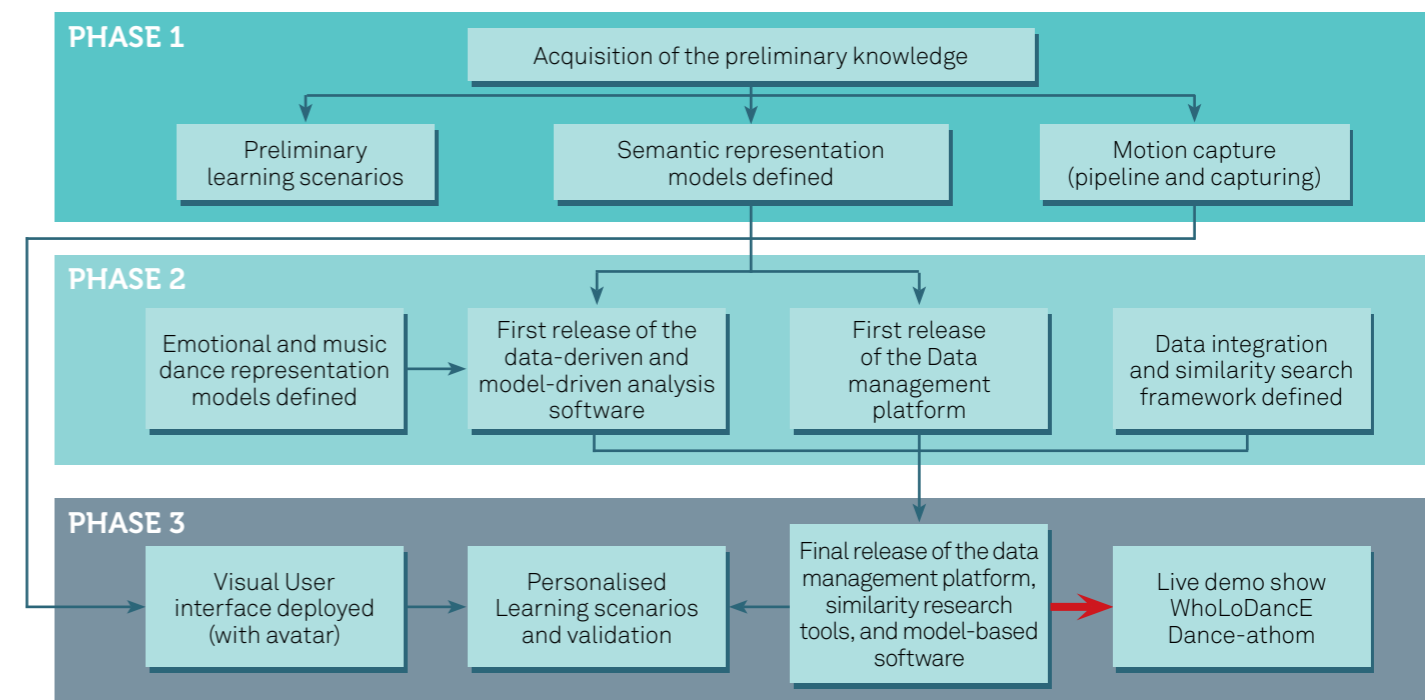 PHASE 1
Acquisition of the preliminary knowledge
Preliminary
learning scenarios
Semantic representation
models defined
Motion capture
(pipeline and capturing)
PHASE 2
Emotional and music
dance representation
models defined
First release of the
data-deriven and
model-driven analysis
software
First release
of the Data
management
platform
Data integration
and similarity search
framework defined
PHASE 3
Visual User
interface deployed
(with avatar)
Personalised
Learning scenarios
and validation
Final release of the data
management platform,
similarity research
tools, and model-based
software
Live demo show
WhoLoDancE
Dance-athom